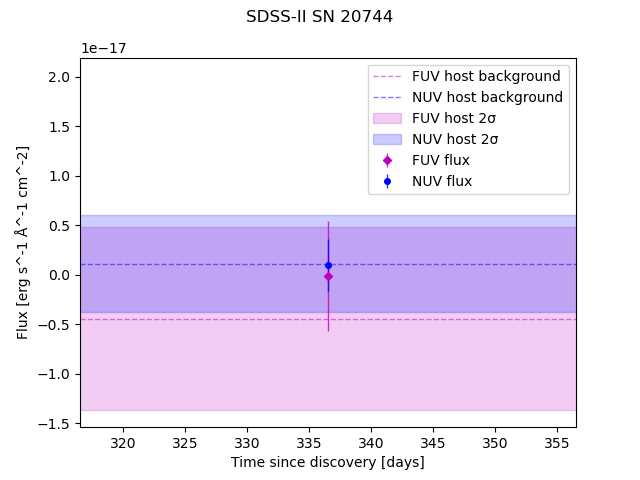 SDSS-II SN 20744
1e−17
2.0
1.5
1.0
0.5
0.0
−0.5
−1.0
−1.5
Flux [erg s^-1 Å^-1 cm^-2]
FUV host background
NUV host background
FUV host 2σ
NUV host 2σ
FUV flux
NUV flux
320 325 330 335 340 345 350 355
Time since discovery [days]